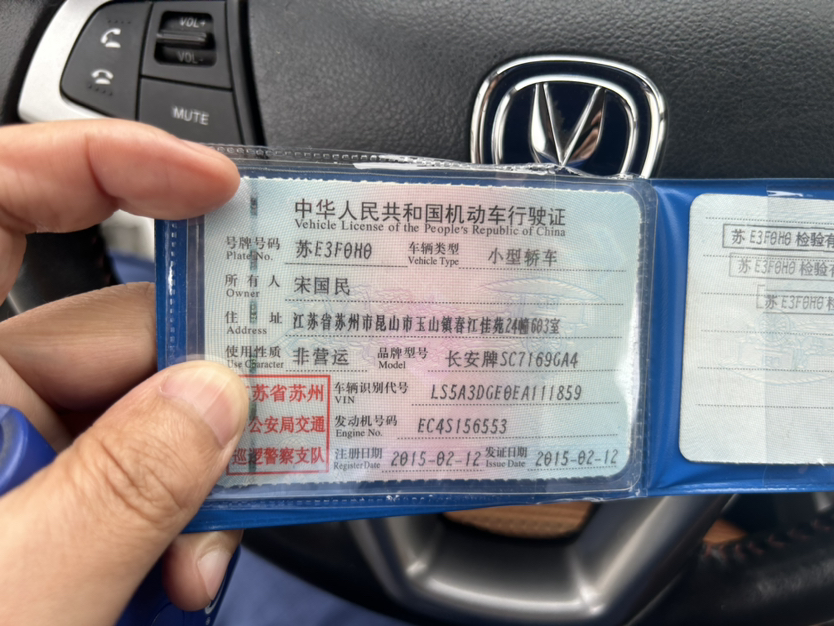 VOL+
VOL-
MUTE
中华人民共和国机动车行驶证
Vehicle License of the People's Republic of China
号牌号码 苏E3F0H0 车辆类型 小型轿车
Plate No. Vehicle Type
所有人 宋国民
Owner
住址 江苏省苏州市昆山市玉山镇春江佳苑24幢603室
Address
使用性质 非营运 品牌型号 长安牌SC7169GA4
Use Character Model
车辆识别代号 LS5A3DGE0EA111859
VIN
发动机号码 EC4S156553
Engine No.
注册日期 2015-02-12 发证日期 2015-02-12
Register Date Issue Date
苏省苏州
公安局交通
巡逻警察支队
苏E3F0H0 检验有
苏E3F0H0 检验有
苏E3F0H0 检验